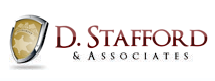 D. STAFFORD
& ASSOCIATES